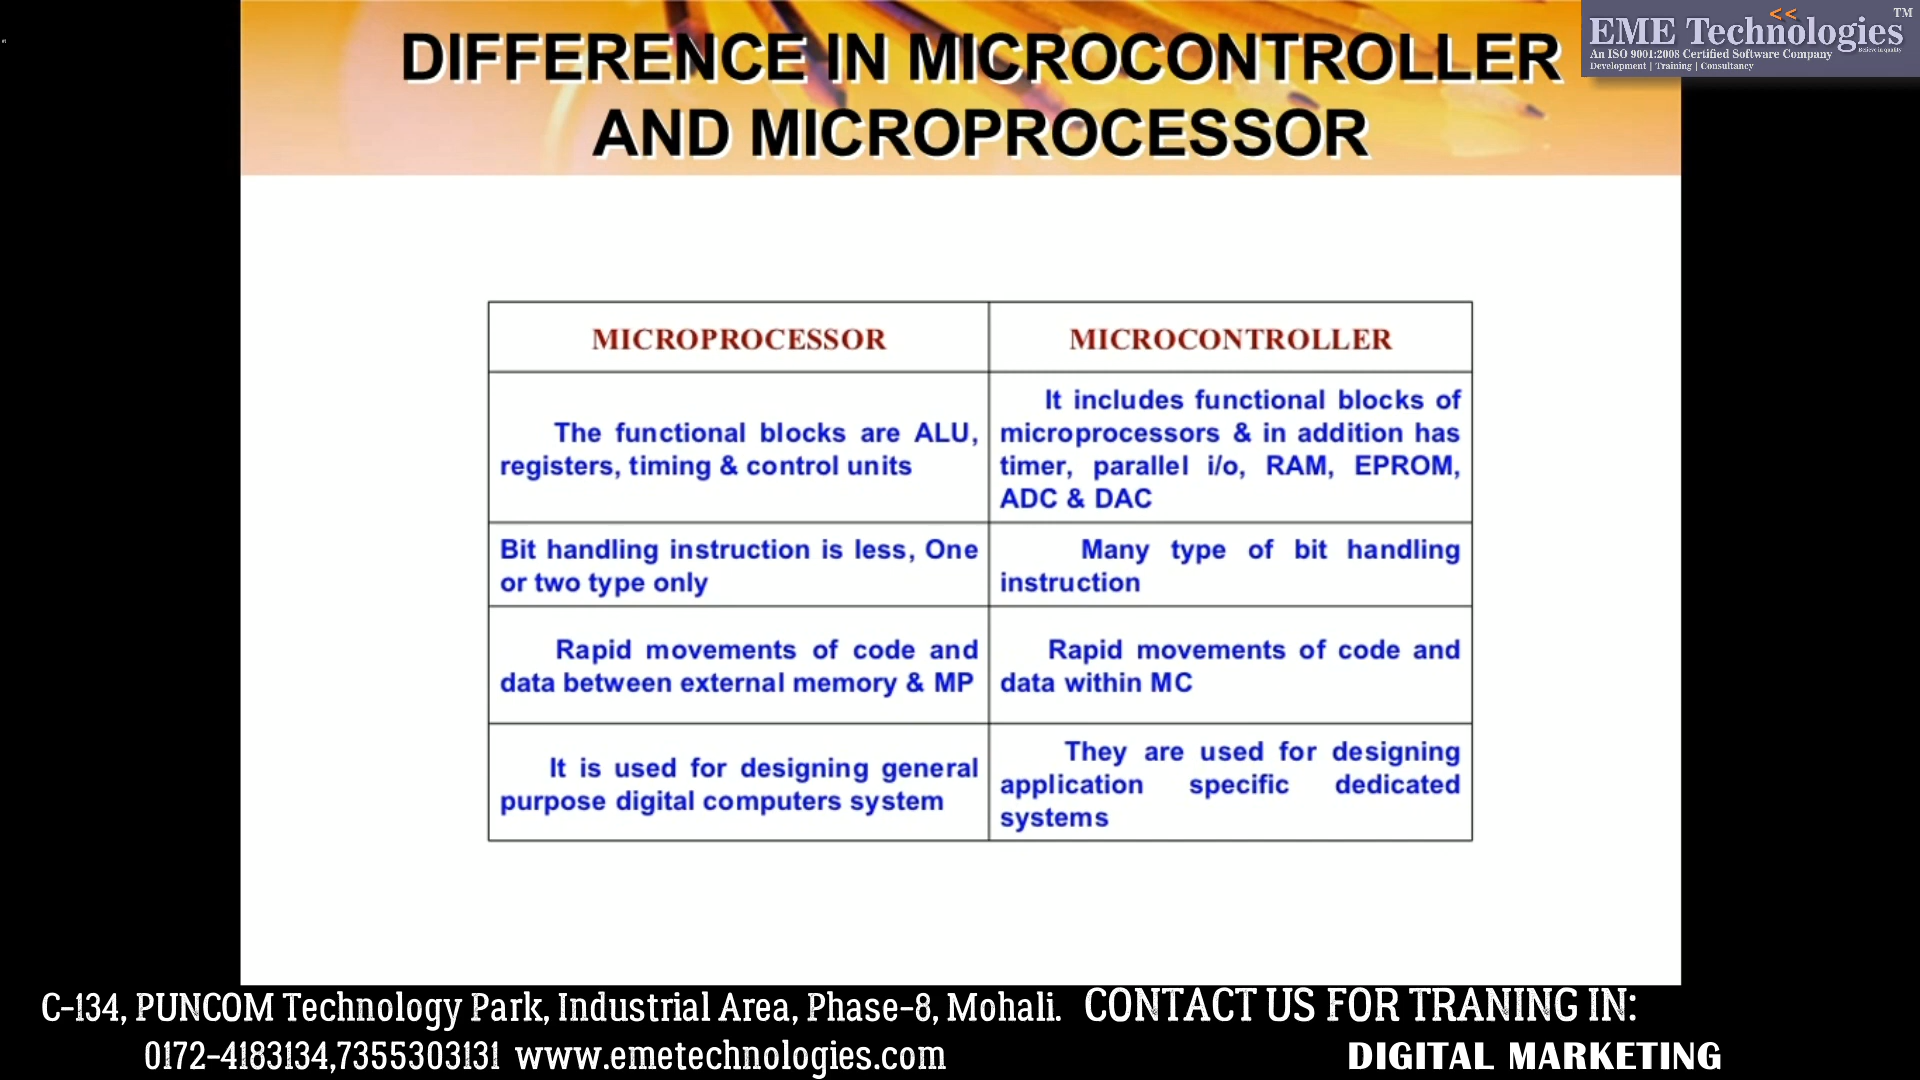 DIFFERENCE IN MICROCONTROLLER
AND MICROPROCESSOR
<<
TM
EME Technologies
Believe in quality
An ISO 9001:2008 Certified Software Company
Development | Training | Consultancy
MICROPROCESSOR
MICROCONTROLLER
The functional blocks are ALU,
registers, timing & control units
It includes functional blocks of
microprocessors & in addition has
timer, parallel i/o, RAM, EPROM,
ADC & DAC
Bit handling instruction is less, One
or two type only
Many type of bit handling
instruction
Rapid movements of code and
data between external memory & MP
Rapid movements of code and
data within MC
It is used for designing general
purpose digital computers system
They are used for designing
application specific dedicated
systems
C-134, PUNCOM Technology Park, Industrial Area, Phase-8, Mohali.
0172-4183134,7355303131 www.emetechnologies.com
CONTACT US FOR TRANING IN:
DIGITAL MARKETING